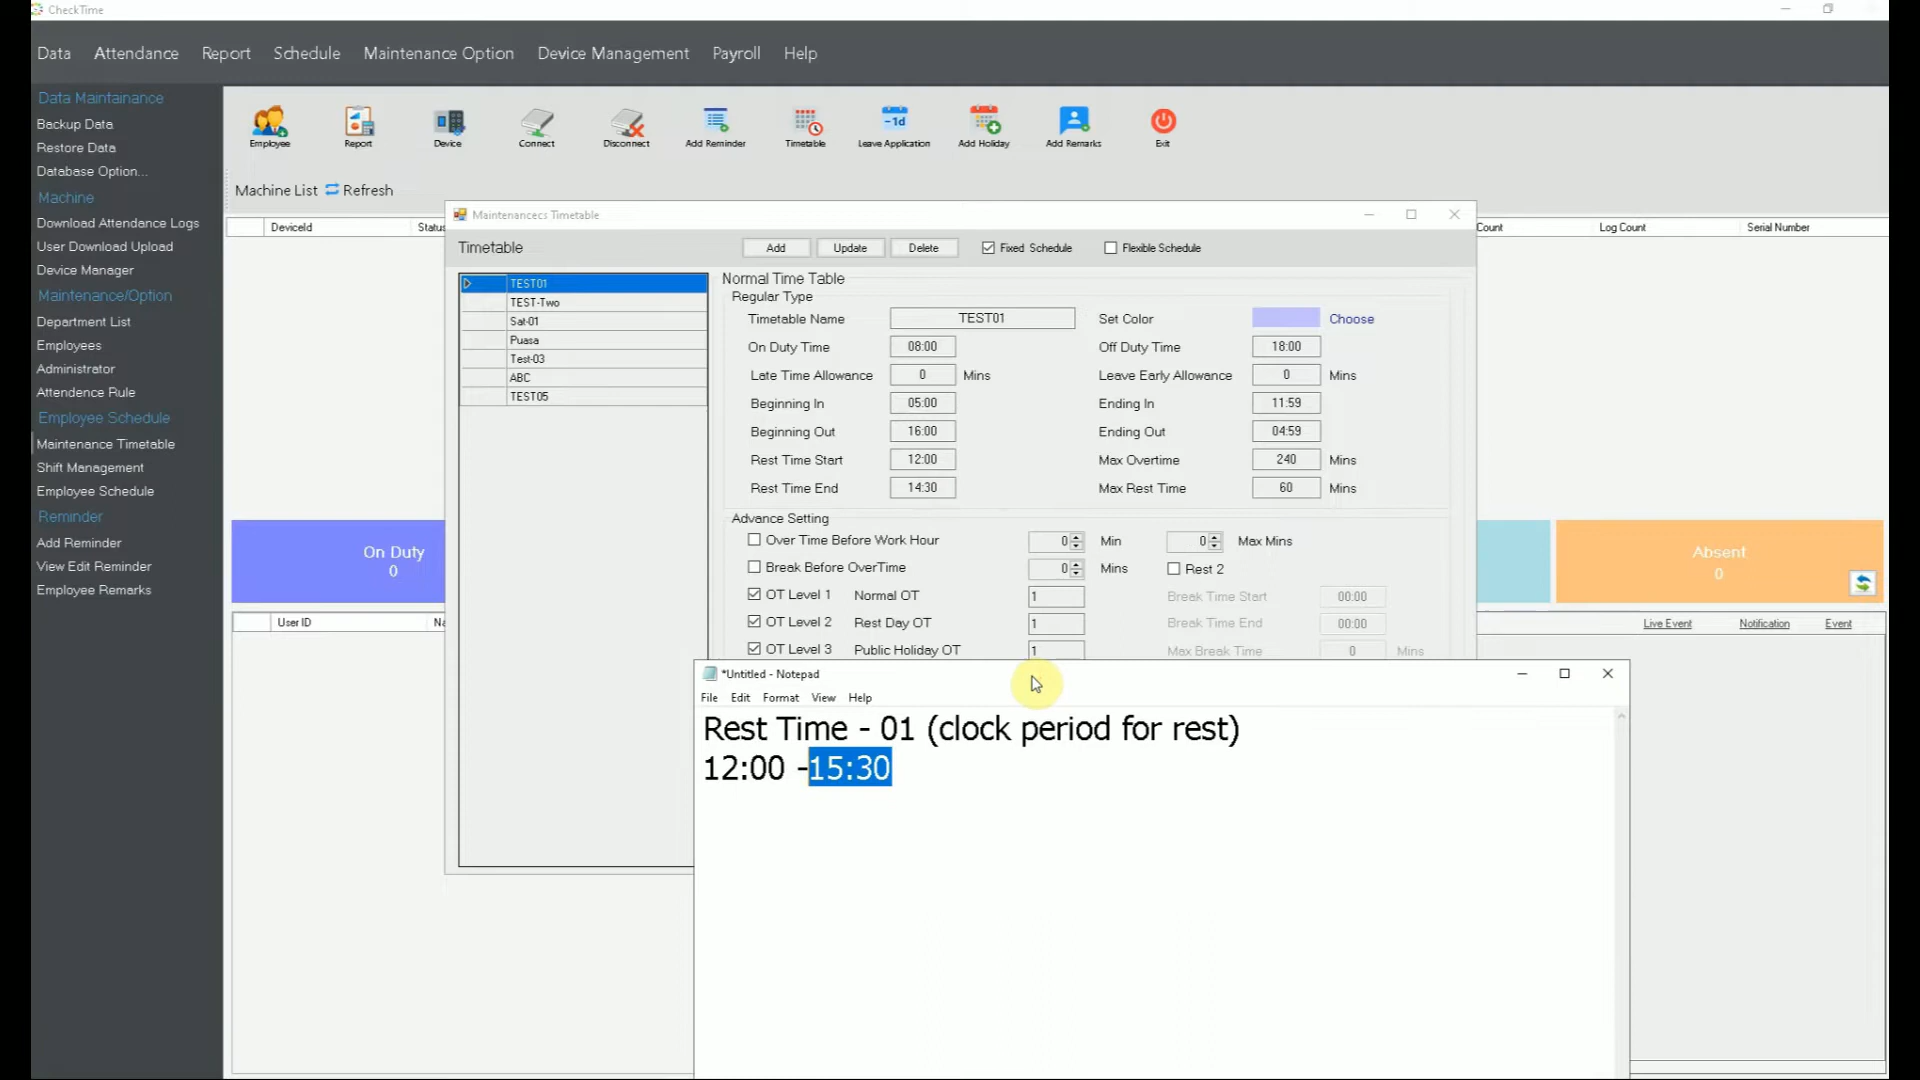 CheckTime
Data Attendance Report Schedule Maintenance Option Device Management Payroll Help
Data Maintainance
Backup Data
Restore Data
Database Option...
Machine
Download Attendance Logs
User Download Upload
Device Manager
Maintenance/Option
Department List
Employees
Administrator
Attendence Rule
Employee Schedule
Maintenance Timetable
Shift Management
Employee Schedule
Reminder
Add Reminder
View Edit Reminder
Employee Remarks
Employee Report Device Connect Disconnect Add Reminder Timetable Leave Application Add Holiday Add Remarks Exit
Machine List Refresh
DeviceId Status Count Log Count Serial Number
On Duty
0
Absent
0
User ID Na Live Event Notification Event
Maintenancecs Timetable
Timetable Add Update Delete Fixed Schedule Flexible Schedule
TEST01
TEST-Two
Sat-01
Puasa
Test-03
ABC
TEST05
Normal Time Table
Regular Type
Timetable Name TEST01 Set Color Choose
On Duty Time 08:00 Off Duty Time 18:00
Late Time Allowance 0 Mins Leave Early Allowance 0 Mins
Beginning In 05:00 Ending In 11:59
Beginning Out 16:00 Ending Out 04:59
Rest Time Start 12:00 Max Overtime 240 Mins
Rest Time End 14:30 Max Rest Time 60 Mins
Advance Setting
Over Time Before Work Hour 0 Min 0 Max Mins
Break Before OverTime 0 Mins Rest 2
OT Level 1 Normal OT 1 Break Time Start 00:00
OT Level 2 Rest Day OT 1 Break Time End 00:00
OT Level 3 Public Holiday OT 1 Max Break Time 0 Mins
*Untitled - Notepad
File Edit Format View Help
Rest Time - 01 (clock period for rest)
12:00 -15:30